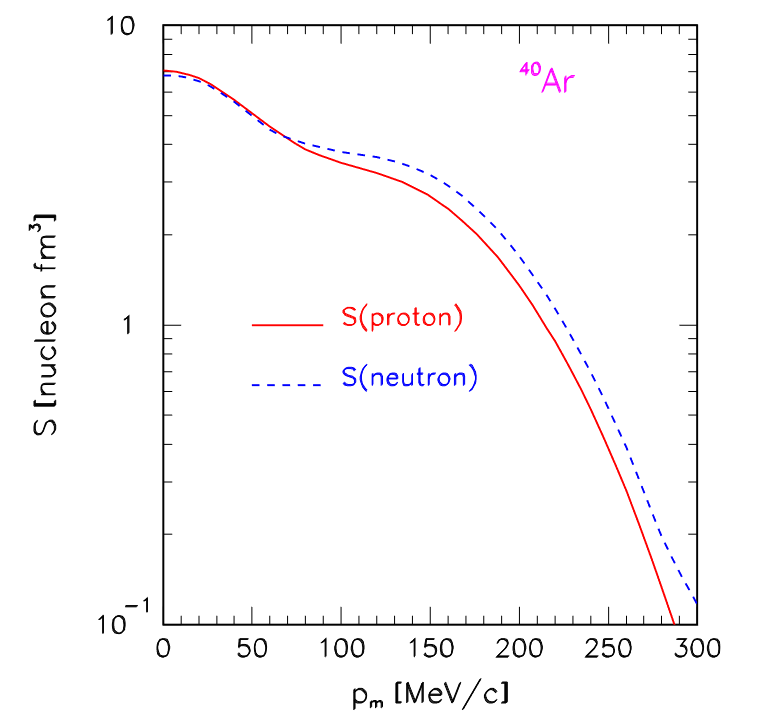 10
⁴⁰Ar
S [nucleon fm³]
S(proton)
1
S(neutron)
10⁻¹
0 50 100 150 200 250 300
pₘ [MeV/c]